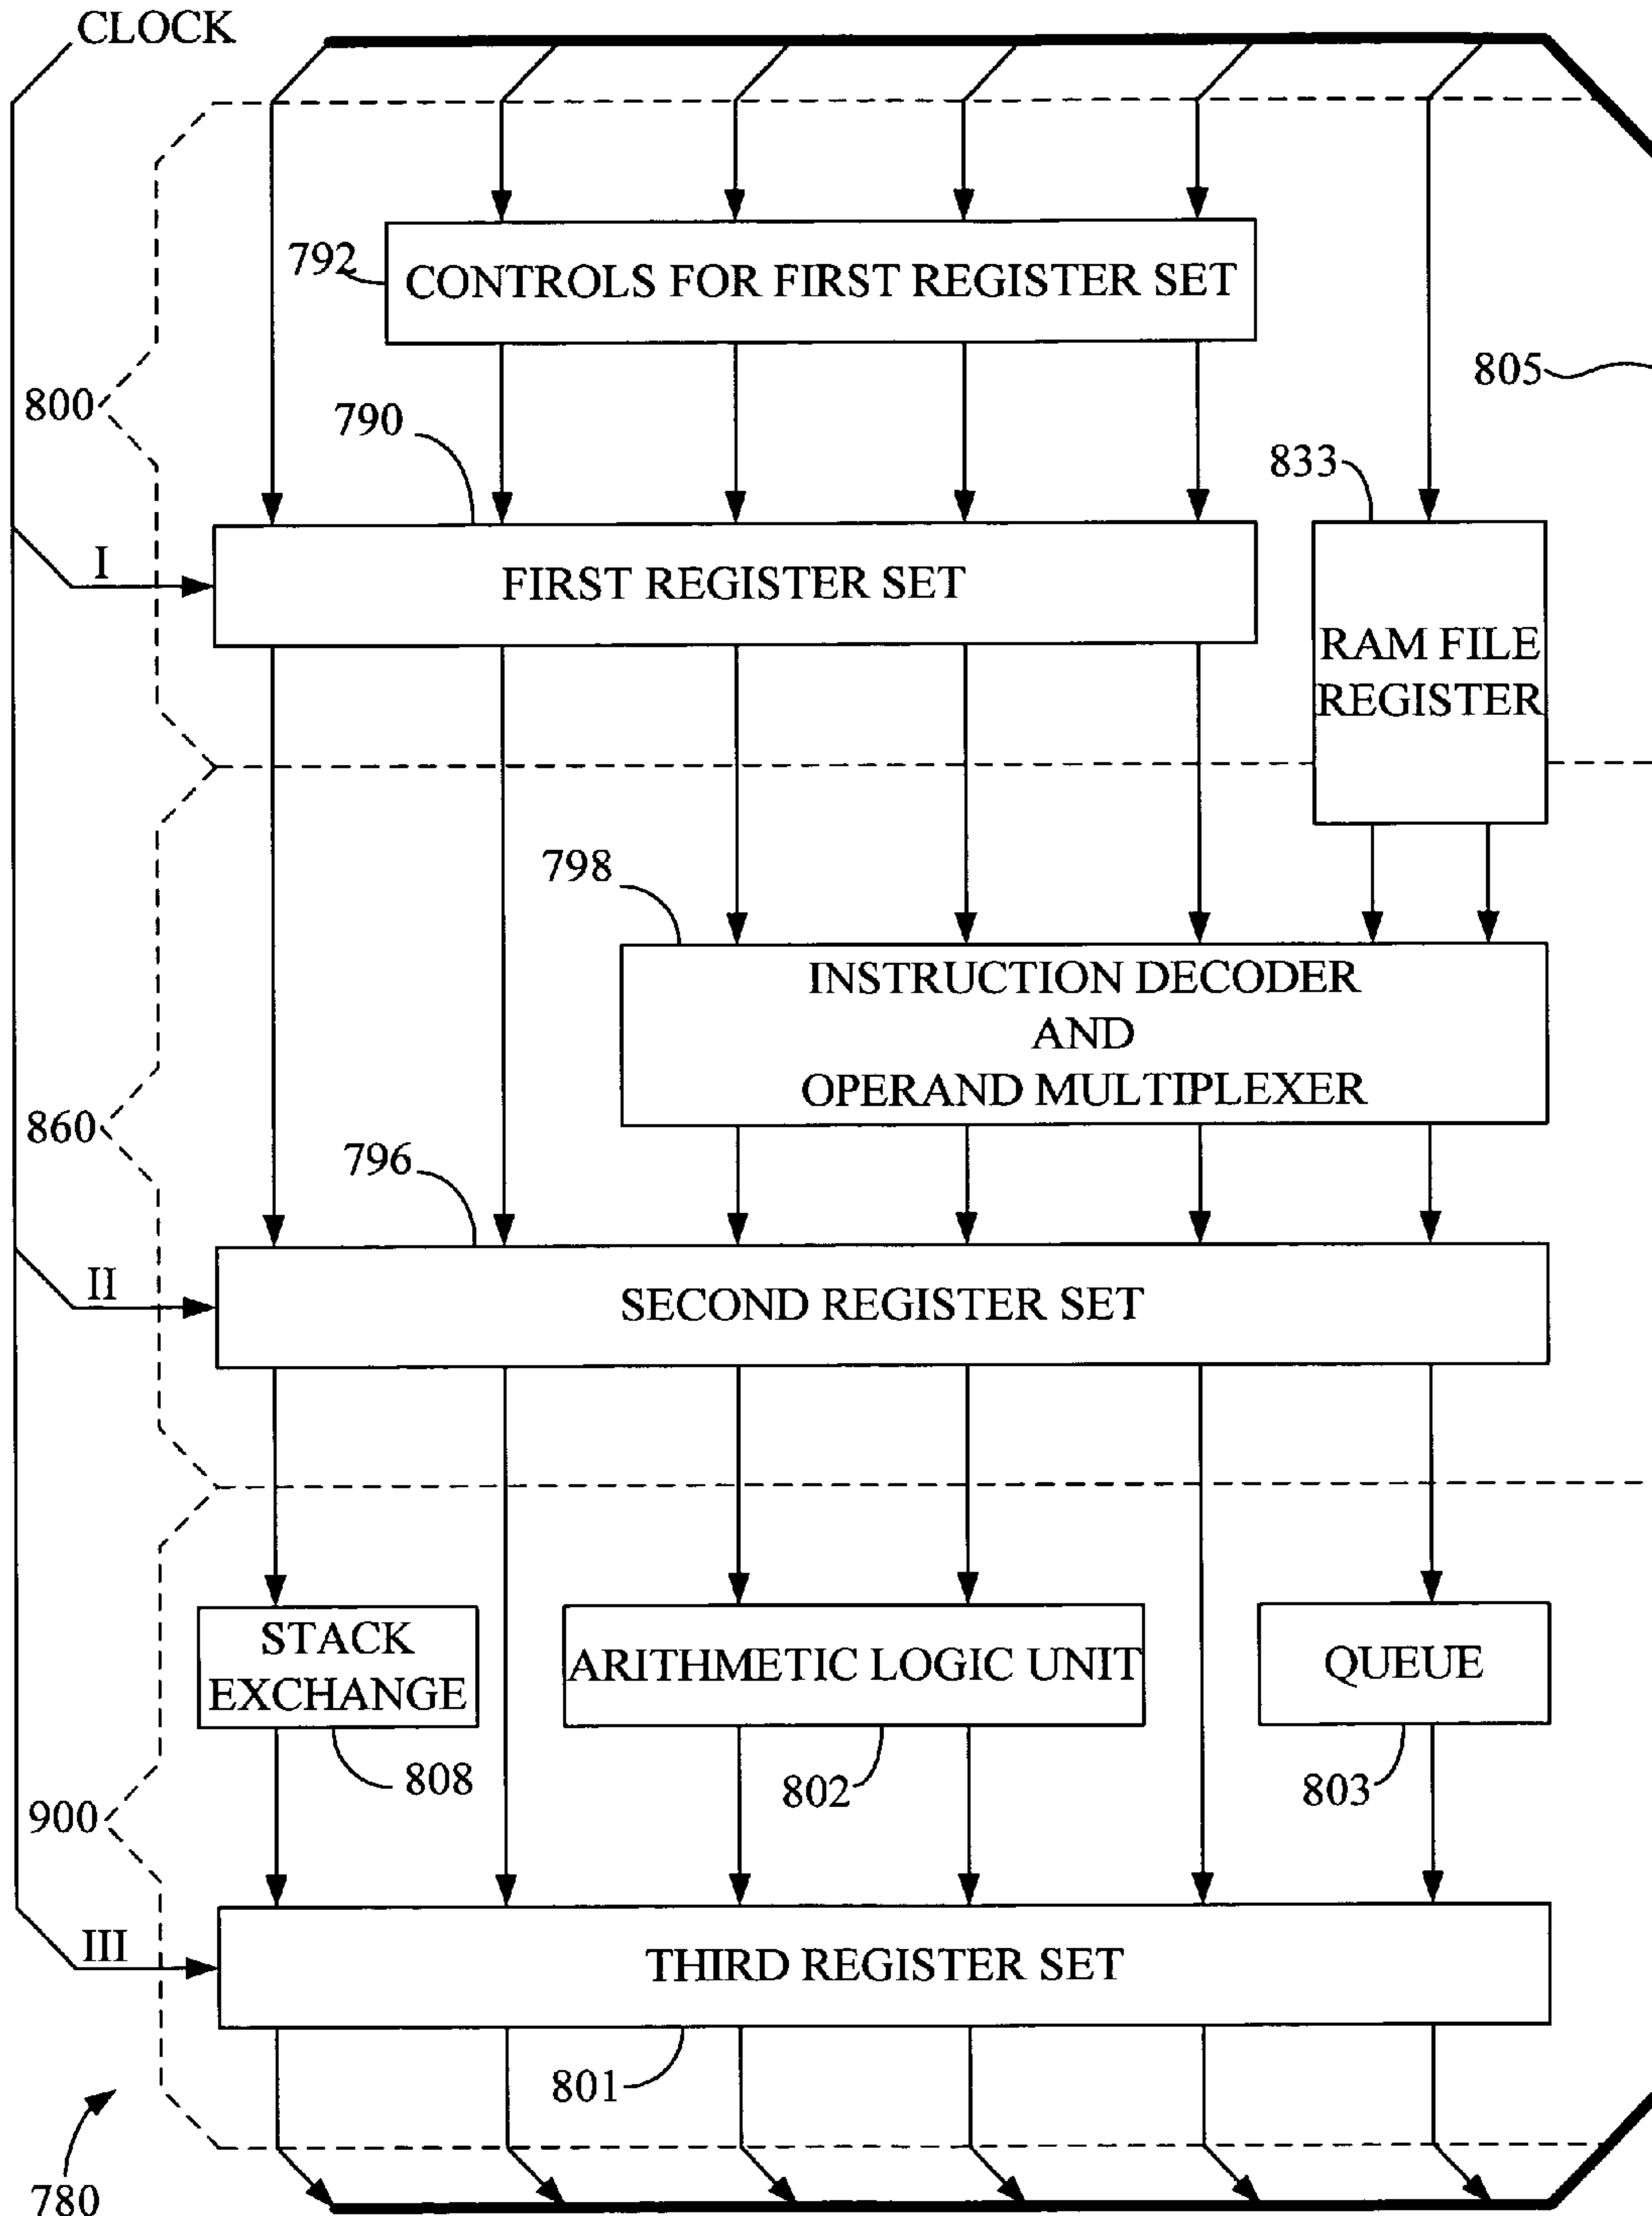 CLOCK
792
CONTROLS FOR FIRST REGISTER SET
805
800
790
833
I
FIRST REGISTER SET
RAM FILE
REGISTER
798
INSTRUCTION DECODER
AND
OPERAND MULTIPLEXER
860
796
II
SECOND REGISTER SET
STACK
EXCHANGE
ARITHMETIC LOGIC UNIT
QUEUE
808
802
803
900
III
THIRD REGISTER SET
801
780